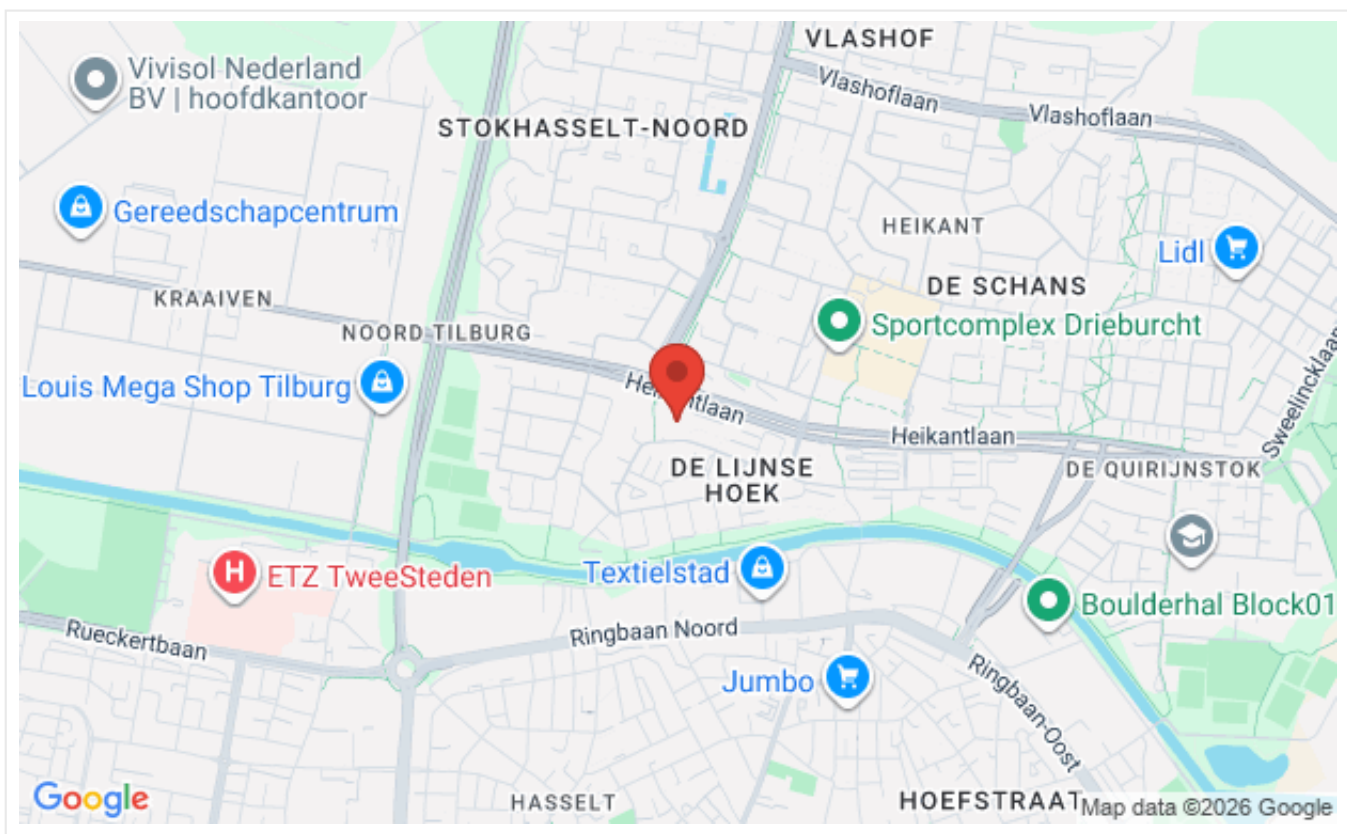 VLASHOF
Vivisol Nederland
BV | hoofdkantoor
Vlashoflaan
Vlashoflaan
STOKHASSELT-NOORD
Gereedschapcentrum
HEIKANT
Lidl
KRAAIVEN
DE SCHANS
NOORD TILBURG
Sportcomplex Drieburcht
Louis Mega Shop Tilburg
Heikantlaan
Sweelincklaan
Heikantlaan
DE LIJNSE
HOEK
DE QUIRIJNSTOK
H
ETZ TweeSteden
Textielstad
Boulderhal Block01
Rueckertbaan
Ringbaan Noord
Jumbo
Ringbaan-Oost
Google
HASSELT
HOEFSTRAAT
Map data ©2026 Google